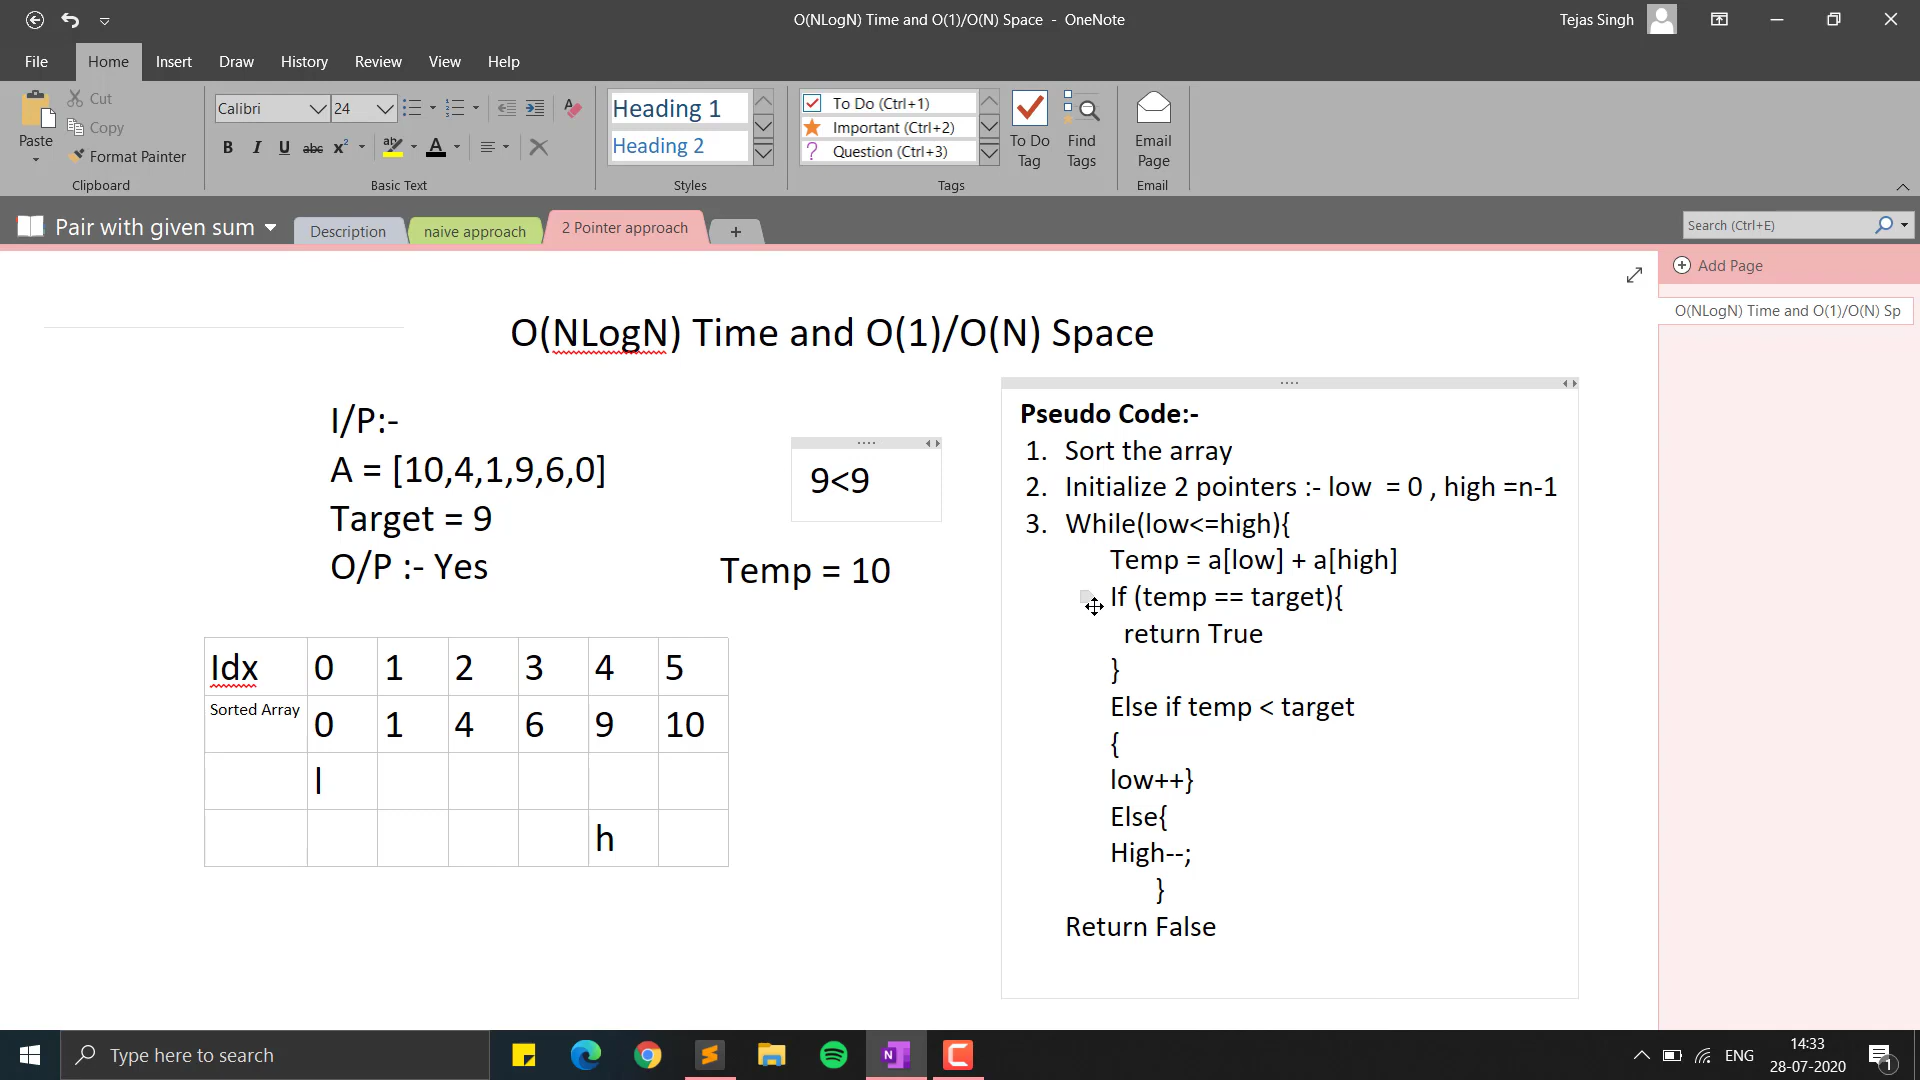 O(NLogN) Time and O(1)/O(N) Space - OneNote
Tejas Singh
File Home Insert Draw History Review View Help
Paste
Cut
Copy
Format Painter
Clipboard
Calibri 24
B I U abc x² A
Basic Text
Heading 1
Heading 2
Styles
To Do (Ctrl+1)
Important (Ctrl+2)
Question (Ctrl+3)
To Do Tag
Find Tags
Tags
Email Page
Email
Pair with given sum
Description
naive approach
2 Pointer approach
+
Search (Ctrl+E)
Add Page
O(NLogN) Time and O(1)/O(N) Sp
O(NLogN) Time and O(1)/O(N) Space
I/P:-
A = [10,4,1,9,6,0]
Target = 9
O/P :- Yes
9<9
Temp = 10
Idx 0 1 2 3 4 5
Sorted Array 0 1 4 6 9 10
l
h
Pseudo Code:-
1. Sort the array
2. Initialize 2 pointers :- low = 0 , high =n-1
3. While(low<=high){
Temp = a[low] + a[high]
If (temp == target){
return True
}
Else if temp < target
{
low++}
Else{
High--;
}
Return False
Type here to search
ENG
14:33
28-07-2020
1